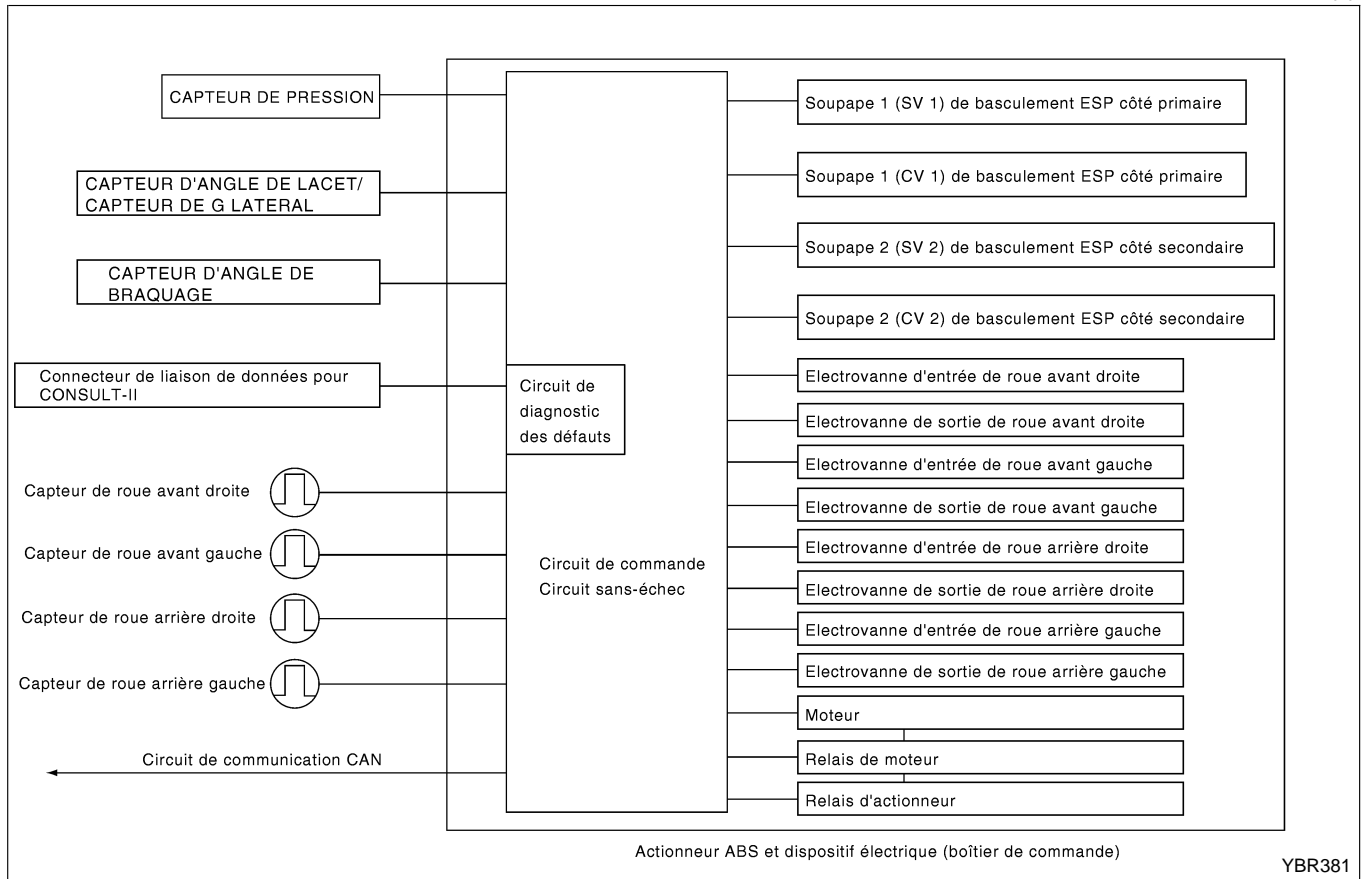 CAPTEUR DE PRESSION
CAPTEUR D'ANGLE DE LACET/
CAPTEUR DE G LATERAL
CAPTEUR D'ANGLE DE
BRAQUAGE
Connecteur de liaison de données pour
CONSULT-II
Capteur de roue avant droite
Capteur de roue avant gauche
Capteur de roue arrière droite
Capteur de roue arrière gauche
Circuit de communication CAN
Circuit de
diagnostic
des défauts
Circuit de commande
Circuit sans-échec
Soupape 1 (SV 1) de basculement ESP côté primaire
Soupape 1 (CV 1) de basculement ESP côté primaire
Soupape 2 (SV 2) de basculement ESP côté secondaire
Soupape 2 (CV 2) de basculement ESP côté secondaire
Electrovanne d'entrée de roue avant droite
Electrovanne de sortie de roue avant droite
Electrovanne d'entrée de roue avant gauche
Electrovanne de sortie de roue avant gauche
Electrovanne d'entrée de roue arrière droite
Electrovanne de sortie de roue arrière droite
Electrovanne d'entrée de roue arrière gauche
Electrovanne de sortie de roue arrière gauche
Moteur
Relais de moteur
Relais d'actionneur
Actionneur ABS et dispositif électrique (boîtier de commande)
YBR381